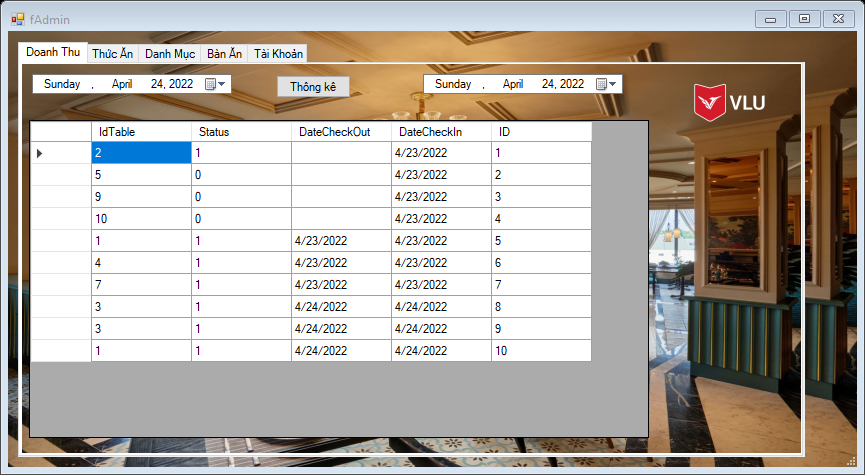 fAdmin
Doanh Thu Thức Ăn Danh Mục Bàn Ăn Tài Khoản
Sunday , April 24, 2022 Thông kê Sunday , April 24, 2022
VLU
IdTable Status DateCheckOut DateCheckIn ID
2 1 4/23/2022 1
5 0 4/23/2022 2
9 0 4/23/2022 3
10 0 4/23/2022 4
1 1 4/23/2022 4/23/2022 5
4 1 4/23/2022 4/23/2022 6
7 1 4/23/2022 4/23/2022 7
3 1 4/24/2022 4/24/2022 8
3 1 4/24/2022 4/24/2022 9
1 1 4/24/2022 4/24/2022 10